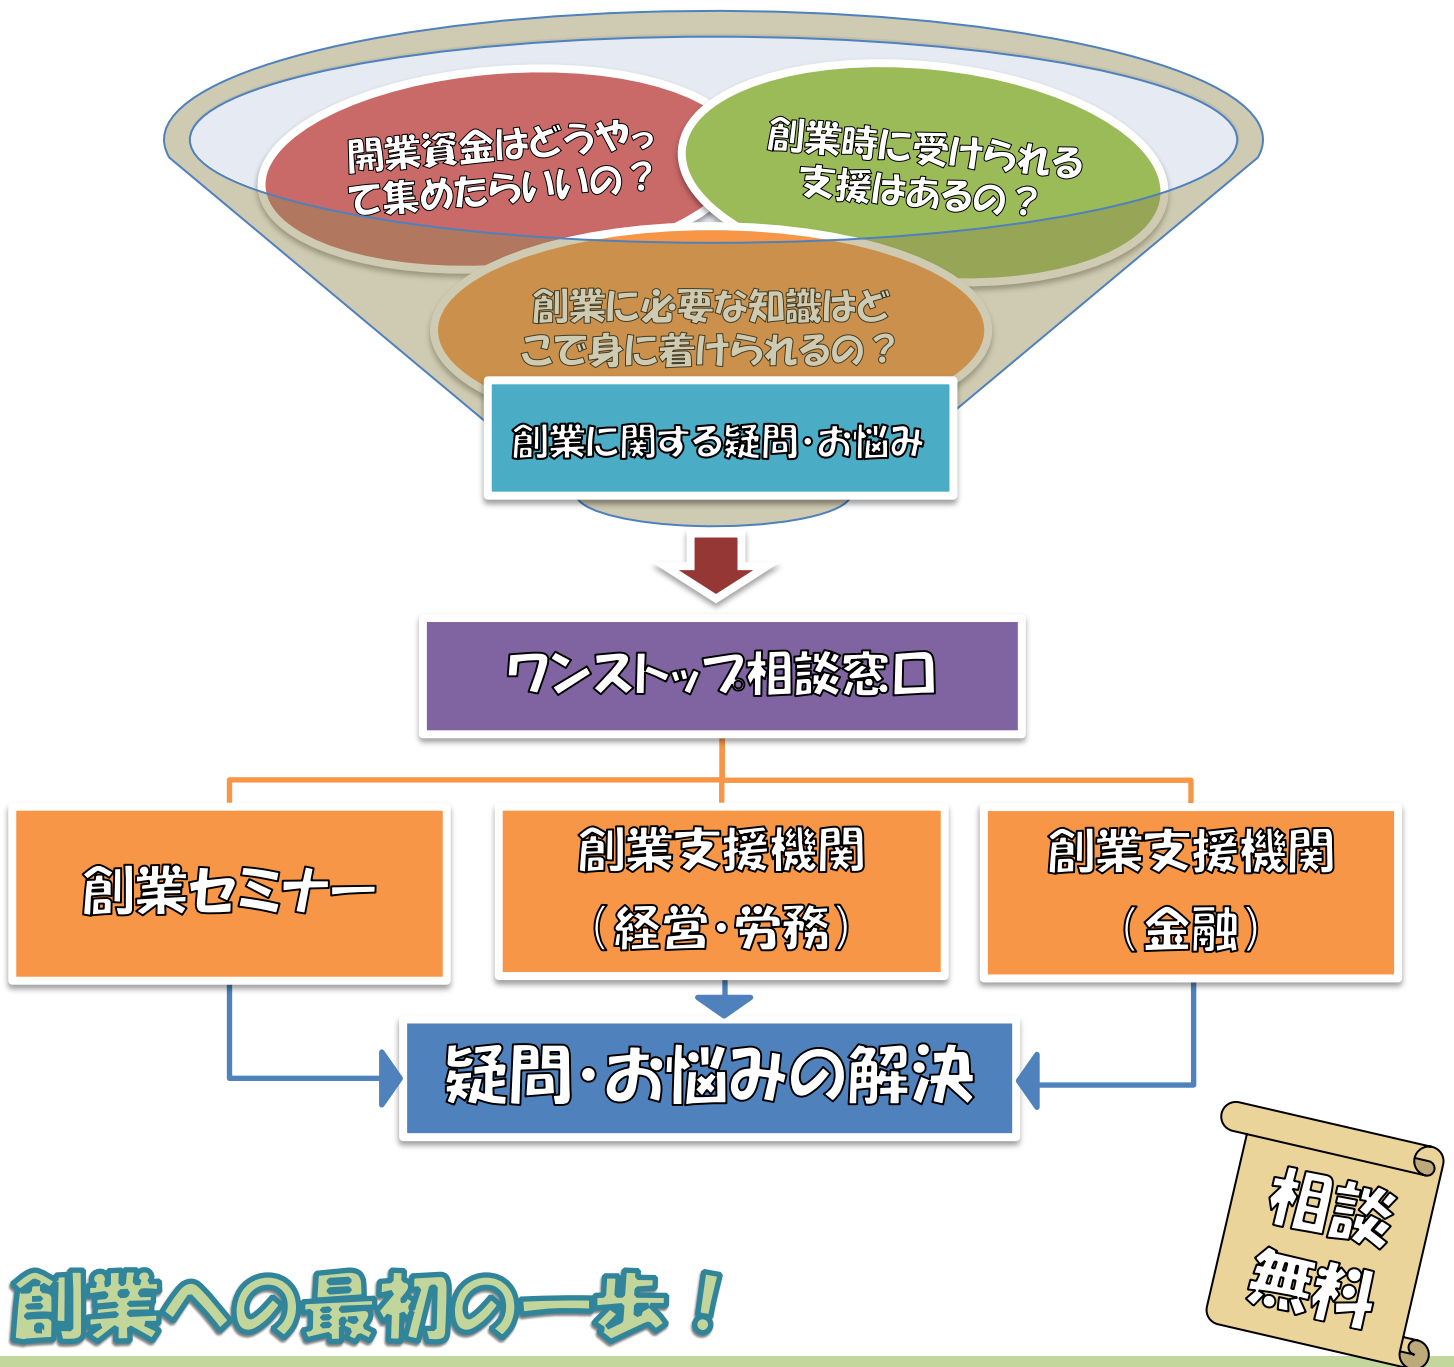 開業資金はどうやっ
て集めたらいいの？
創業時に受けられる
支援はあるの？
創業に必要な知識はど
こで身に着けられるの？
創業に関する疑問・お悩み
ワンストップ相談窓口
創業セミナー
創業支援機関
（経営・労務）
創業支援機関
（金融）
疑問・お悩みの解決
相談
無料
創業への最初の一歩！